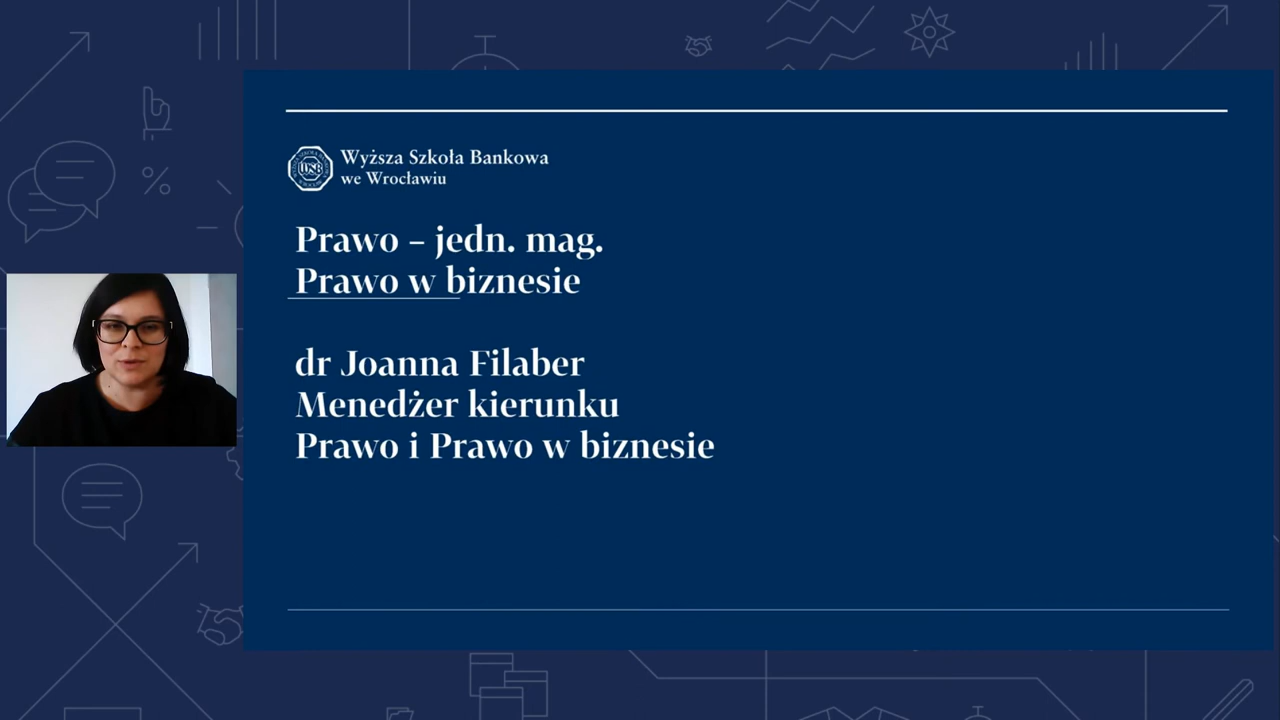 Wyższa Szkoła Bankowa
we Wrocławiu
Prawo – jedn. mag.
Prawo w biznesie
dr Joanna Filaber
Menedżer kierunku
Prawo i Prawo w biznesie
%